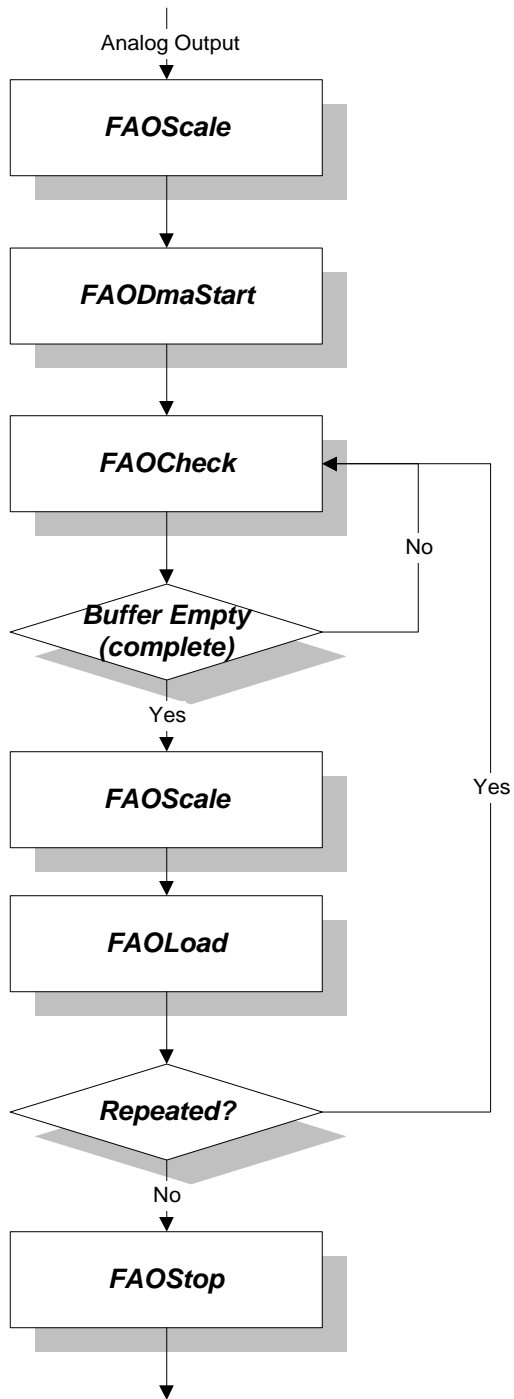 Analog Output
FAOScale
FAODmaStart
FAOCheck
No
Buffer Empty
(complete)
Yes
FAOScale
Yes
FAOLoad
Repeated?
No
FAOStop